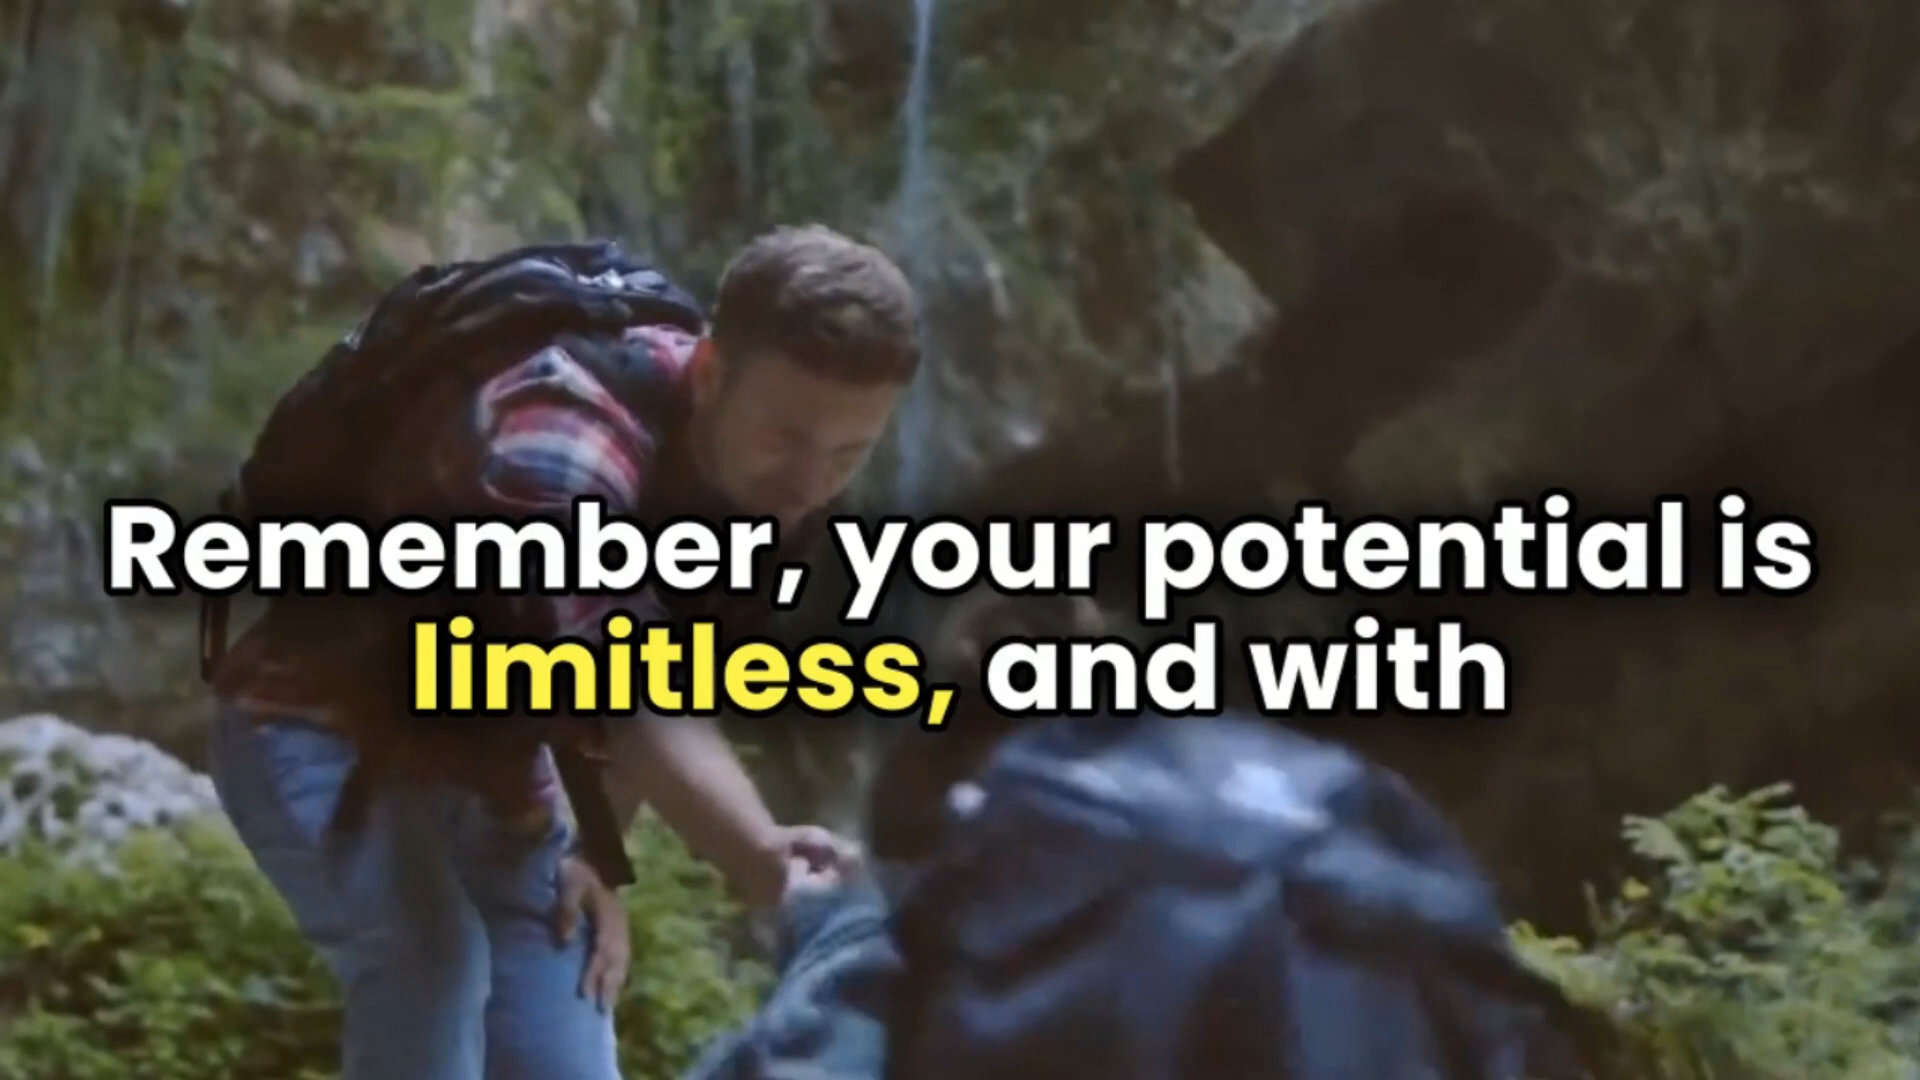 Remember, your potential is
limitless, and with